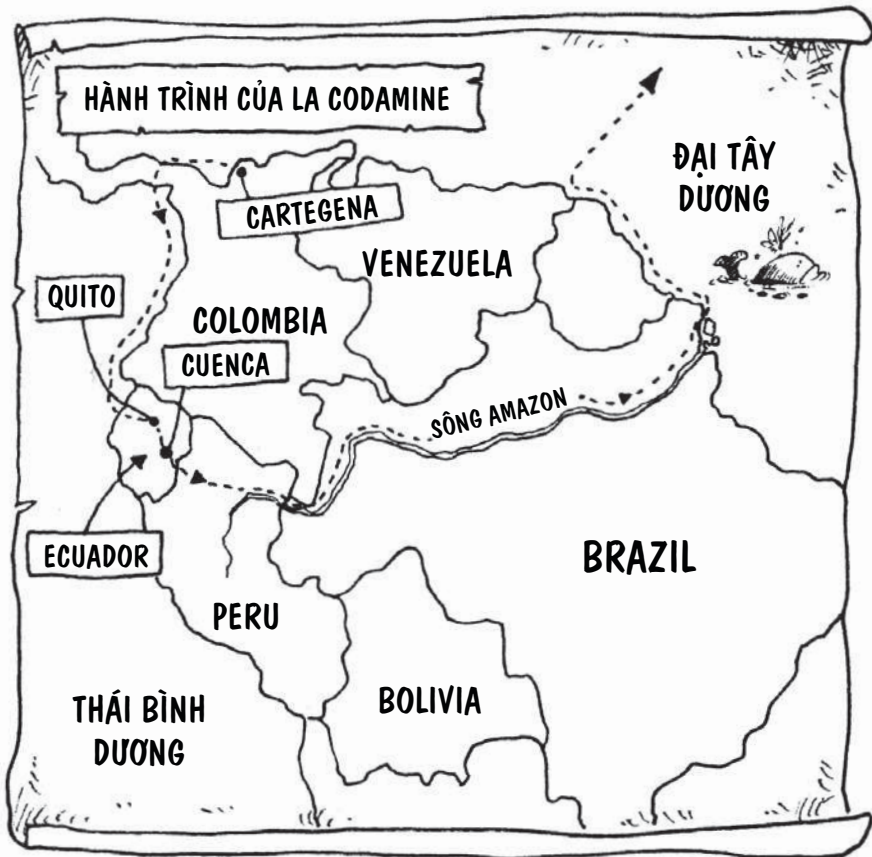 HÀNH TRÌNH CỦA LA CODAMINE
ĐẠI TÂY
DƯƠNG
CARTEGENA
VENEZUELA
QUITO
COLOMBIA
CUENCA
SÔNG AMAZON
ECUADOR
BRAZIL
PERU
BOLIVIA
THÁI BÌNH
DƯƠNG